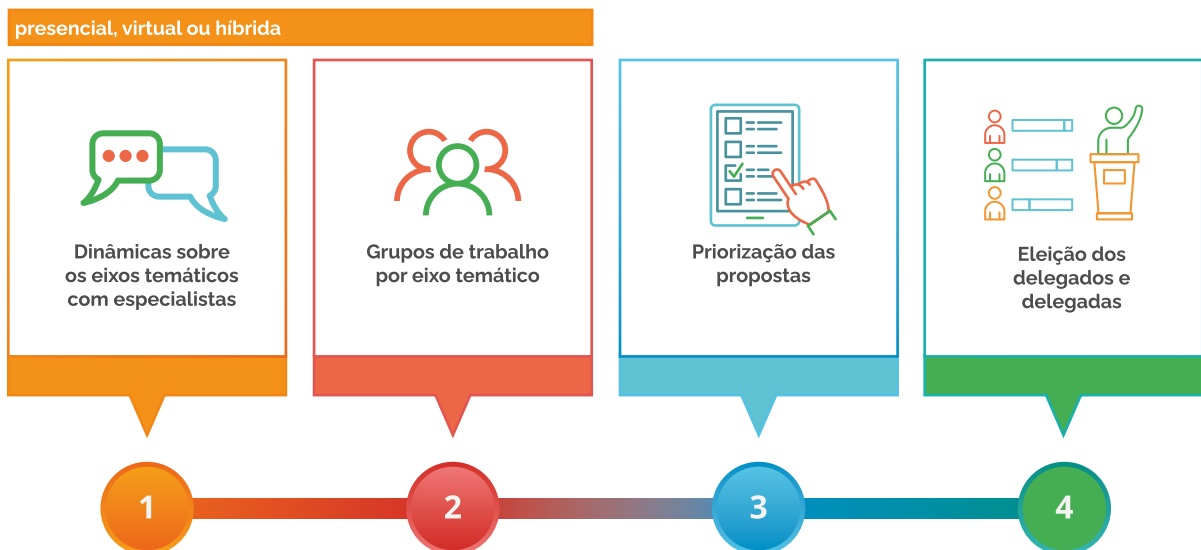 presencial, virtual ou híbrida
Dinâmicas sobre
os eixos temáticos
com especialistas
Grupos de trabalho
por eixo temático
Priorização das
propostas
Eleição dos
delegados e
delegadas
1
2
3
4